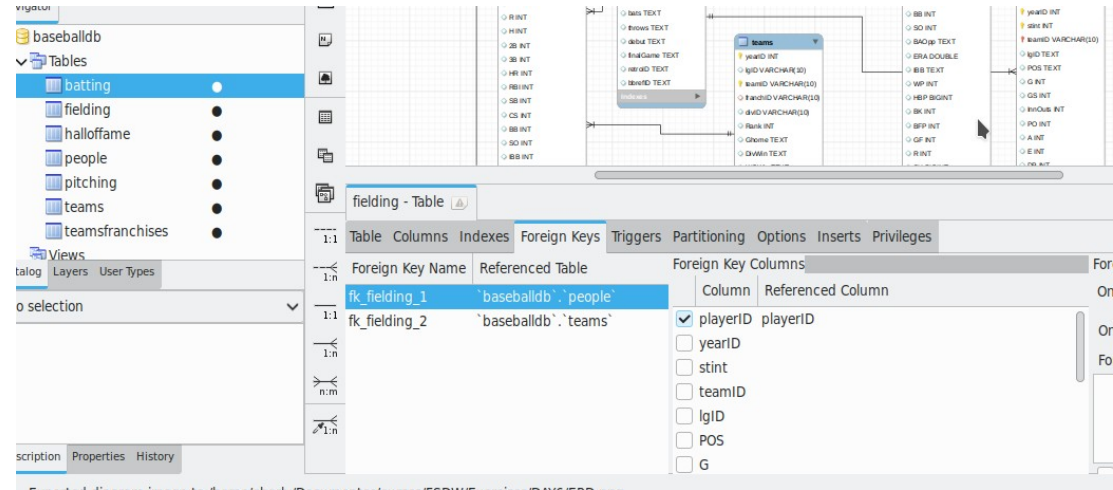 baseballdb
Tables
batting
fielding
halloffame
people
pitching
teams
teamsfranchises
Views
Layers User Types
o selection
scription Properties History
1:1
1:n
1:1
1:n
n:m
1:n
R INT
H INT
2B INT
3B INT
HR INT
RBI INT
SB INT
CS INT
BB INT
SO INT
IBB INT
bats TEXT
throws TEXT
debut TEXT
finalGame TEXT
retroID TEXT
bbrefID TEXT
Indexes
teams
yearID INT
lgID VARCHAR(10)
teamID VARCHAR(10)
franchID VARCHAR(10)
divID VARCHAR(10)
Rank INT
Ghome TEXT
DivWin TEXT
BB INT
SO INT
BAOpp TEXT
ERA DOUBLE
IBB TEXT
WP INT
HBP BIGINT
BK INT
BFP INT
GF INT
R INT
yearID INT
stint INT
teamID VARCHAR(10)
lgID TEXT
POS TEXT
G INT
GS INT
InnOuts INT
PO INT
A INT
E INT
fielding - Table
Table Columns Indexes Foreign Keys Triggers Partitioning Options Inserts Privileges
Foreign Key Name Referenced Table
fk_fielding_1 `baseballdb`.`people`
fk_fielding_2 `baseballdb`.`teams`
Foreign Key Columns
Column Referenced Column
playerID playerID
yearID
stint
teamID
lgID
POS
G